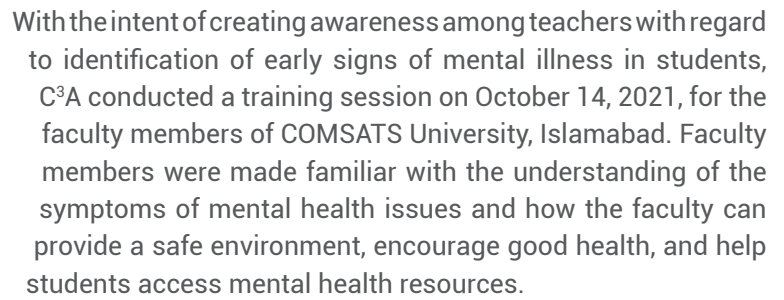 With the intent of creating awareness among teachers with regard
to identification of early signs of mental illness in students,
C³A conducted a training session on October 14, 2021, for the
faculty members of COMSATS University, Islamabad. Faculty
members were made familiar with the understanding of the
symptoms of mental health issues and how the faculty can
provide a safe environment, encourage good health, and help
students access mental health resources.